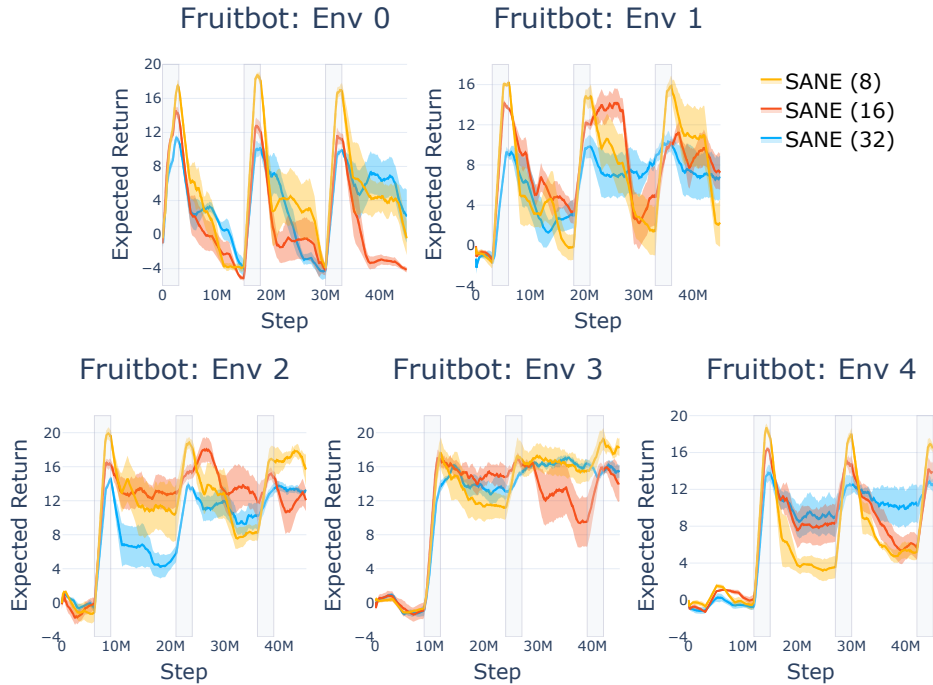 Fruitbot: Env 0
Fruitbot: Env 1
20
16
12
8
4
0
−4
Expected Return
0
10M
20M
30M
40M
Step
16
12
8
4
0
−4
Expected Return
0
10M
20M
30M
40M
Step
SANE (8)
SANE (16)
SANE (32)
Fruitbot: Env 2
Fruitbot: Env 3
Fruitbot: Env 4
20
16
12
8
4
0
−4
Expected Return
0
10M
20M
30M
40M
Step
20
16
12
8
4
0
−4
Expected Return
0
10M
20M
30M
40M
Step
20
16
12
8
4
0
−4
Expected Return
0
10M
20M
30M
40M
Step